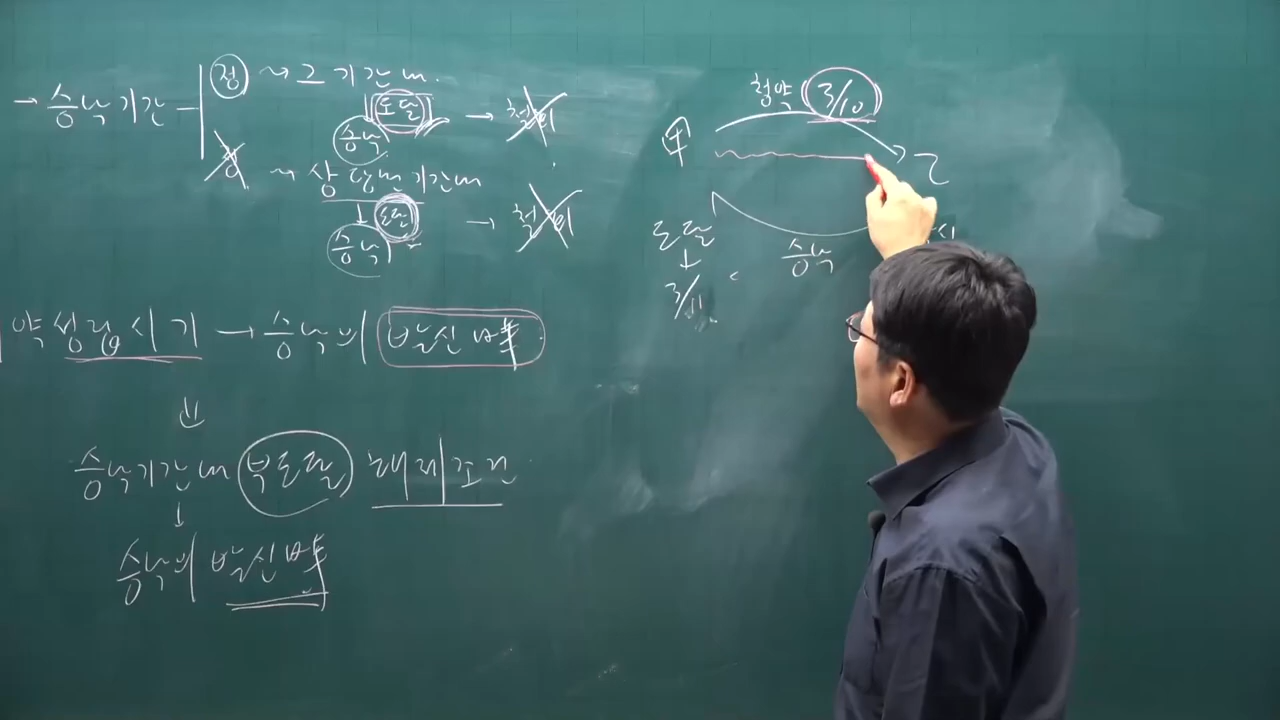 → 승낙기간 정 ~> 그 기간 내.
↓ 도달 → 철회
승낙
정 ~> 상당한 기간내
↓ 도달 → 철회
승낙
약 성립시기 → 승낙의 발신 때.
⇓
승낙기간 내 부도달 해제조건.
↓
승낙의 발신 때
청약 3/10
甲 乙
도달 승낙
↓
3/11.